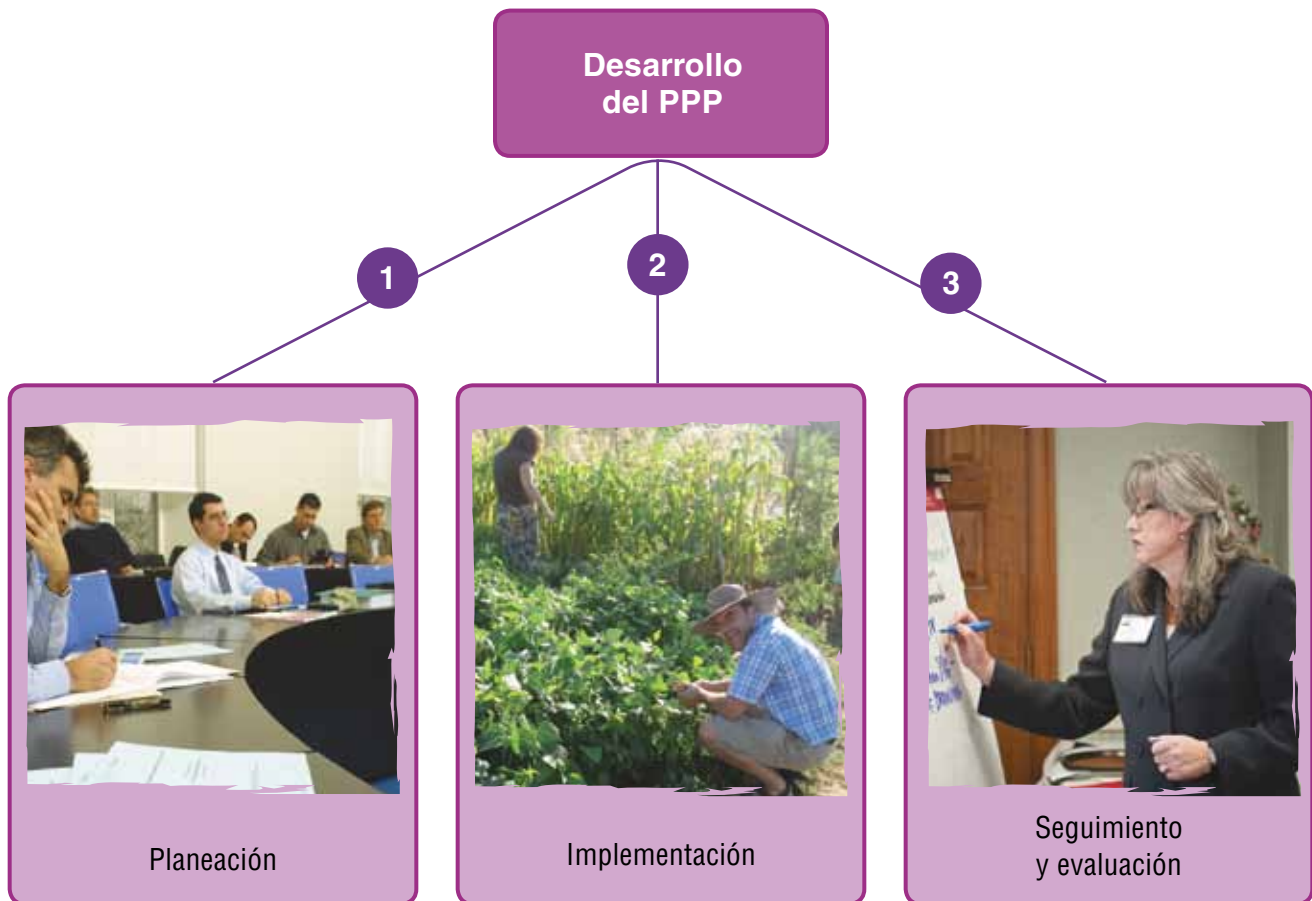 Desarrollo
del PPP
1
2
3
Planeación
Implementación
Seguimiento
y evaluación